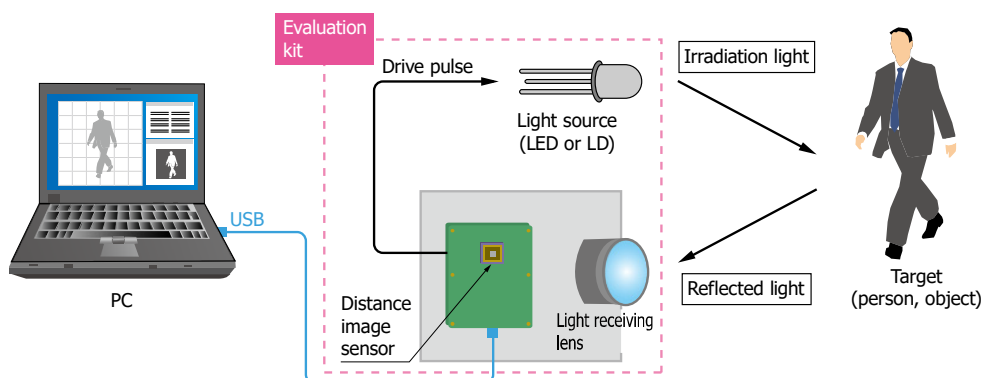 Evaluation
kit
Drive pulse
Light source
(LED or LD)
Irradiation light
USB
PC
Distance
image
sensor
Light receiving
lens
Reflected light
Target
(person, object)